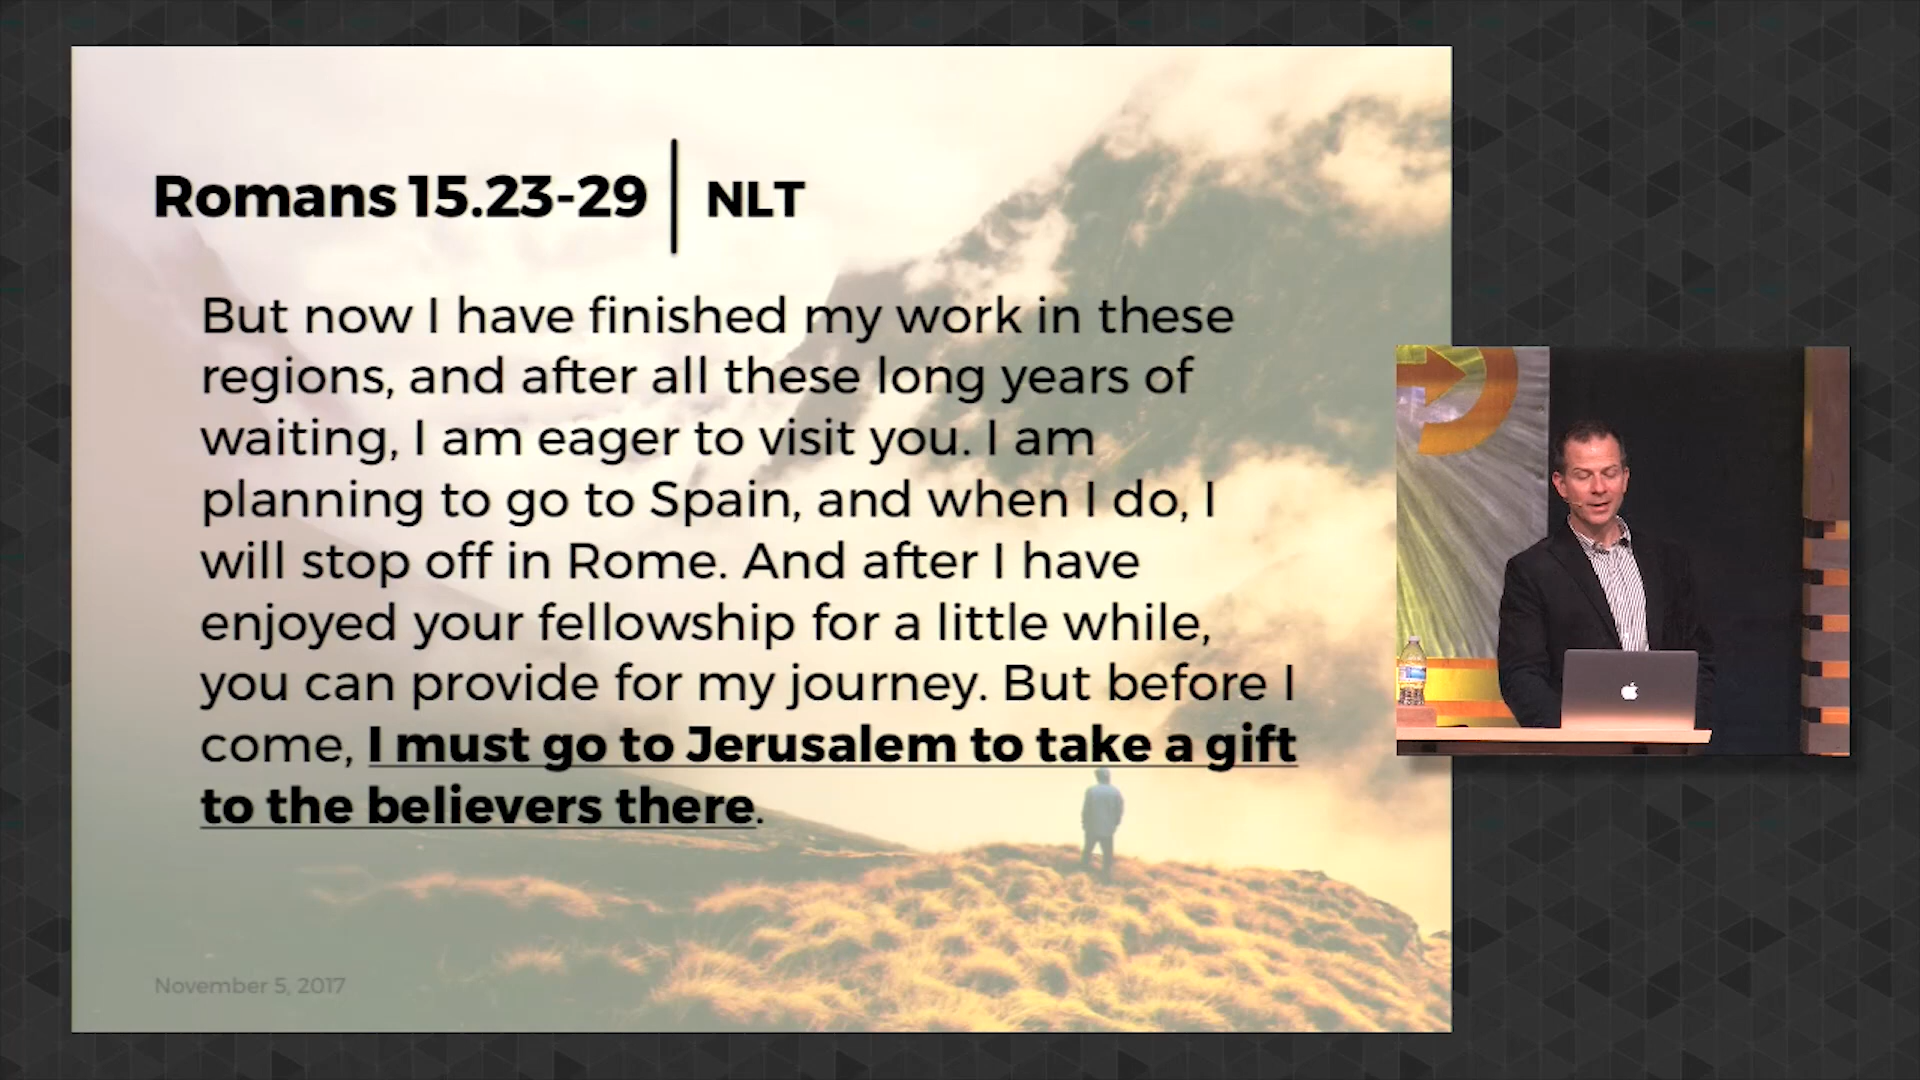 Romans 15.23-29 | NLT
But now I have finished my work in these
regions, and after all these long years of
waiting, I am eager to visit you. I am
planning to go to Spain, and when I do, I
will stop off in Rome. And after I have
enjoyed your fellowship for a little while,
you can provide for my journey. But before I
come, I must go to Jerusalem to take a gift
to the believers there.
November 5, 2017